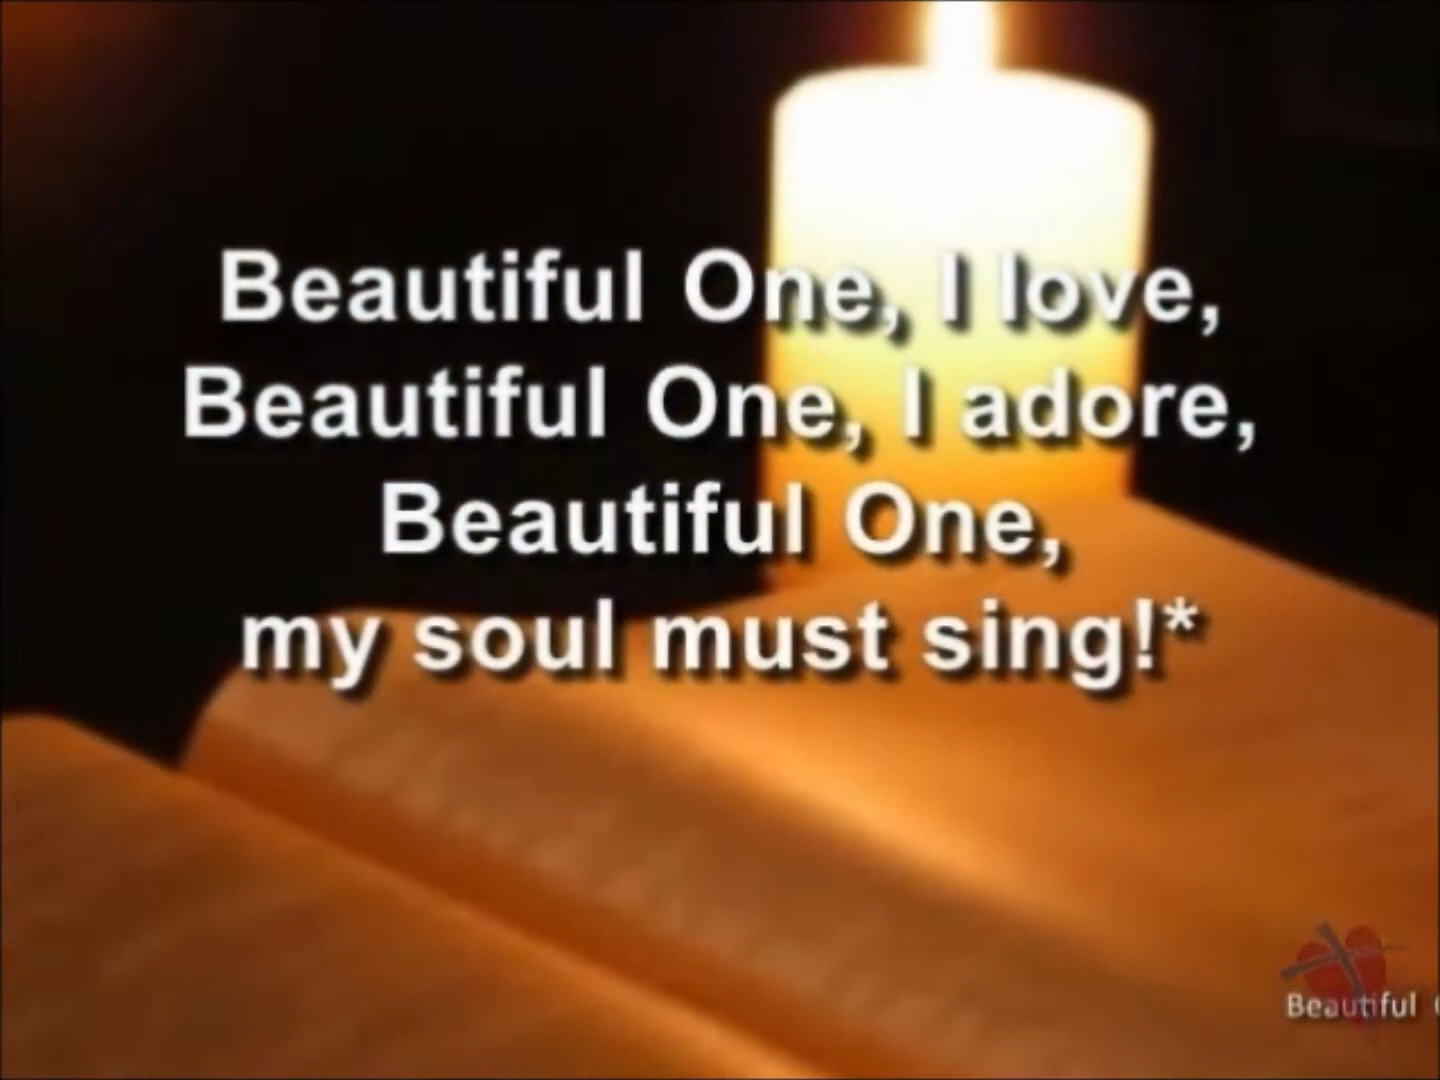 Beautiful One, I love,
Beautiful One, I adore,
Beautiful One,
my soul must sing!*
Beautiful